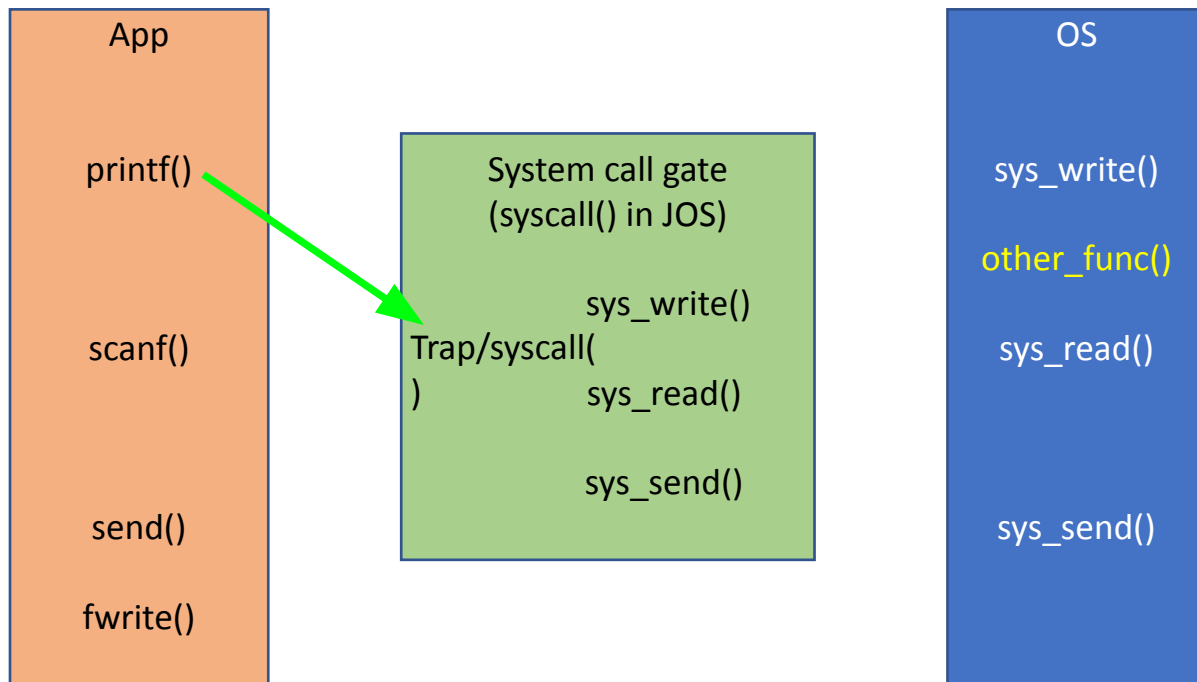 App
printf()
scanf()
send()
fwrite()
System call gate
(syscall() in JOS)
sys_write()
Trap/syscall(
)
sys_read()
sys_send()
OS
sys_write()
other_func()
sys_read()
sys_send()